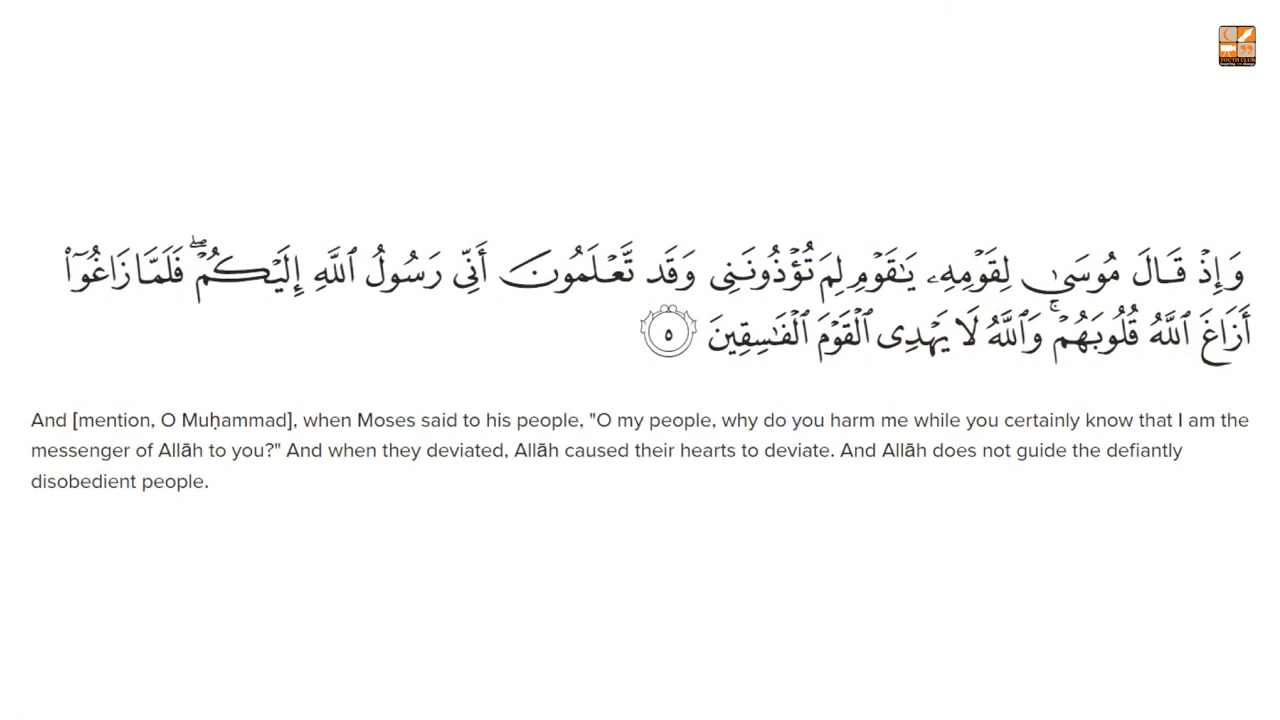 YOUTH CLUB
وَإِذْ قَالَ مُوسَىٰ لِقَوْمِهِۦ يَـٰقَوْمِ لِمَ تُؤْذُونَنِى وَقَد تَّعْلَمُونَ أَنِّى رَسُولُ ٱللَّهِ إِلَيْكُمْ ۖ فَلَمَّا زَاغُوٓا۟
أَزَاغَ ٱللَّهُ قُلُوبَهُمْ ۚ وَٱللَّهُ لَا يَهْدِى ٱلْقَوْمَ ٱلْفَـٰسِقِينَ ٥
And [mention, O Muḥammad], when Moses said to his people, "O my people, why do you harm me while you certainly know that I am the
messenger of Allāh to you?" And when they deviated, Allāh caused their hearts to deviate. And Allāh does not guide the defiantly
disobedient people.